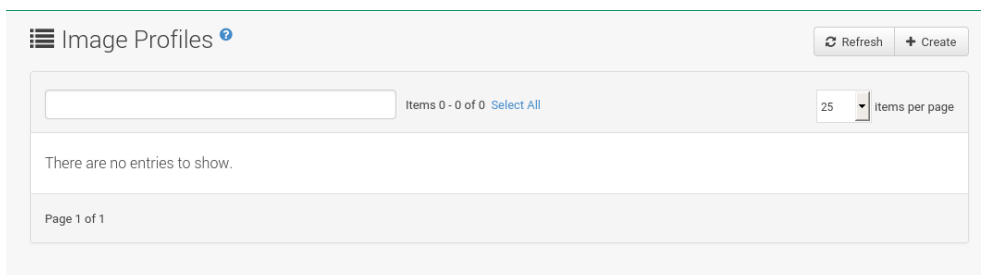 Image Profiles ?
Refresh
Create
Items 0 - 0 of 0 Select All
25 items per page
There are no entries to show.
Page 1 of 1